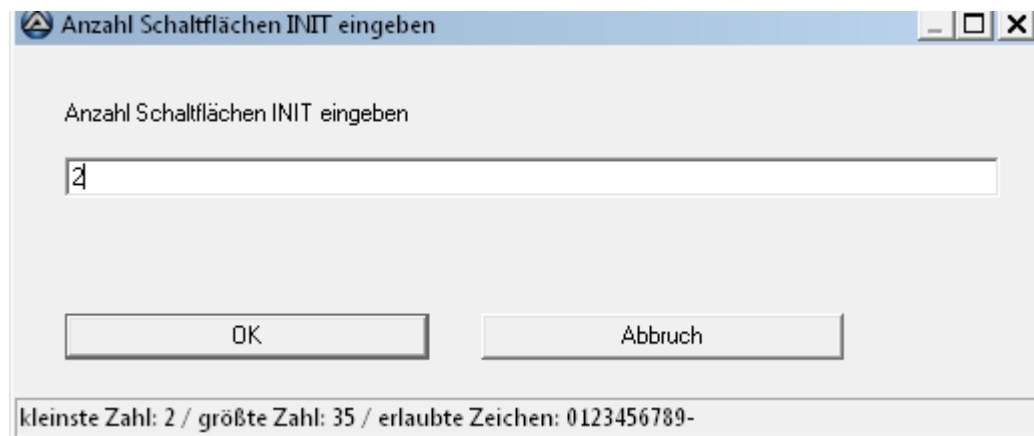 Anzahl Schaltflächen INIT eingeben
Anzahl Schaltflächen INIT eingeben
2
OK Abbruch
kleinste Zahl: 2 / größte Zahl: 35 / erlaubte Zeichen: 0123456789-